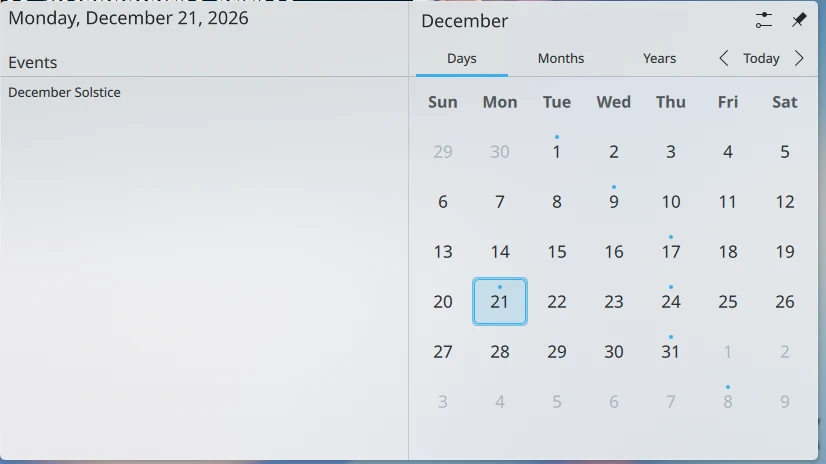 Monday, December 21, 2026
Events
December Solstice
December
Days Months Years Today
Sun Mon Tue Wed Thu Fri Sat
29 30 1 2 3 4 5
6 7 8 9 10 11 12
13 14 15 16 17 18 19
20 21 22 23 24 25 26
27 28 29 30 31 1 2
3 4 5 6 7 8 9